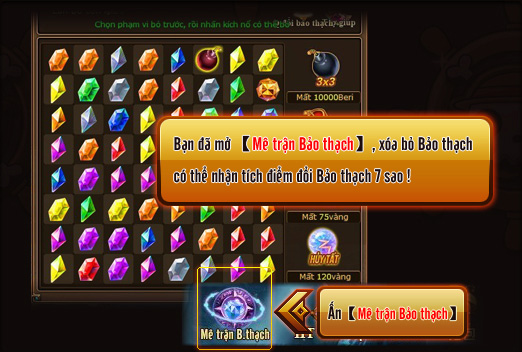 Chọn phạm vi bỏ trước, rồi nhấn kích nổ có thể bỏ
bảo thạch
giúp
3x3
Mất 10000Beri
Bạn đã mở 【Mê trận Bảo thạch】 , xóa bỏ Bảo thạch
có thể nhận tích điểm đổi Bảo thạch 7 sao !
Mất 75vàng
HỦY TẤT
Mất 120vàng
Mê trận B.thạch
Ấn 【Mê trận Bảo thạch】